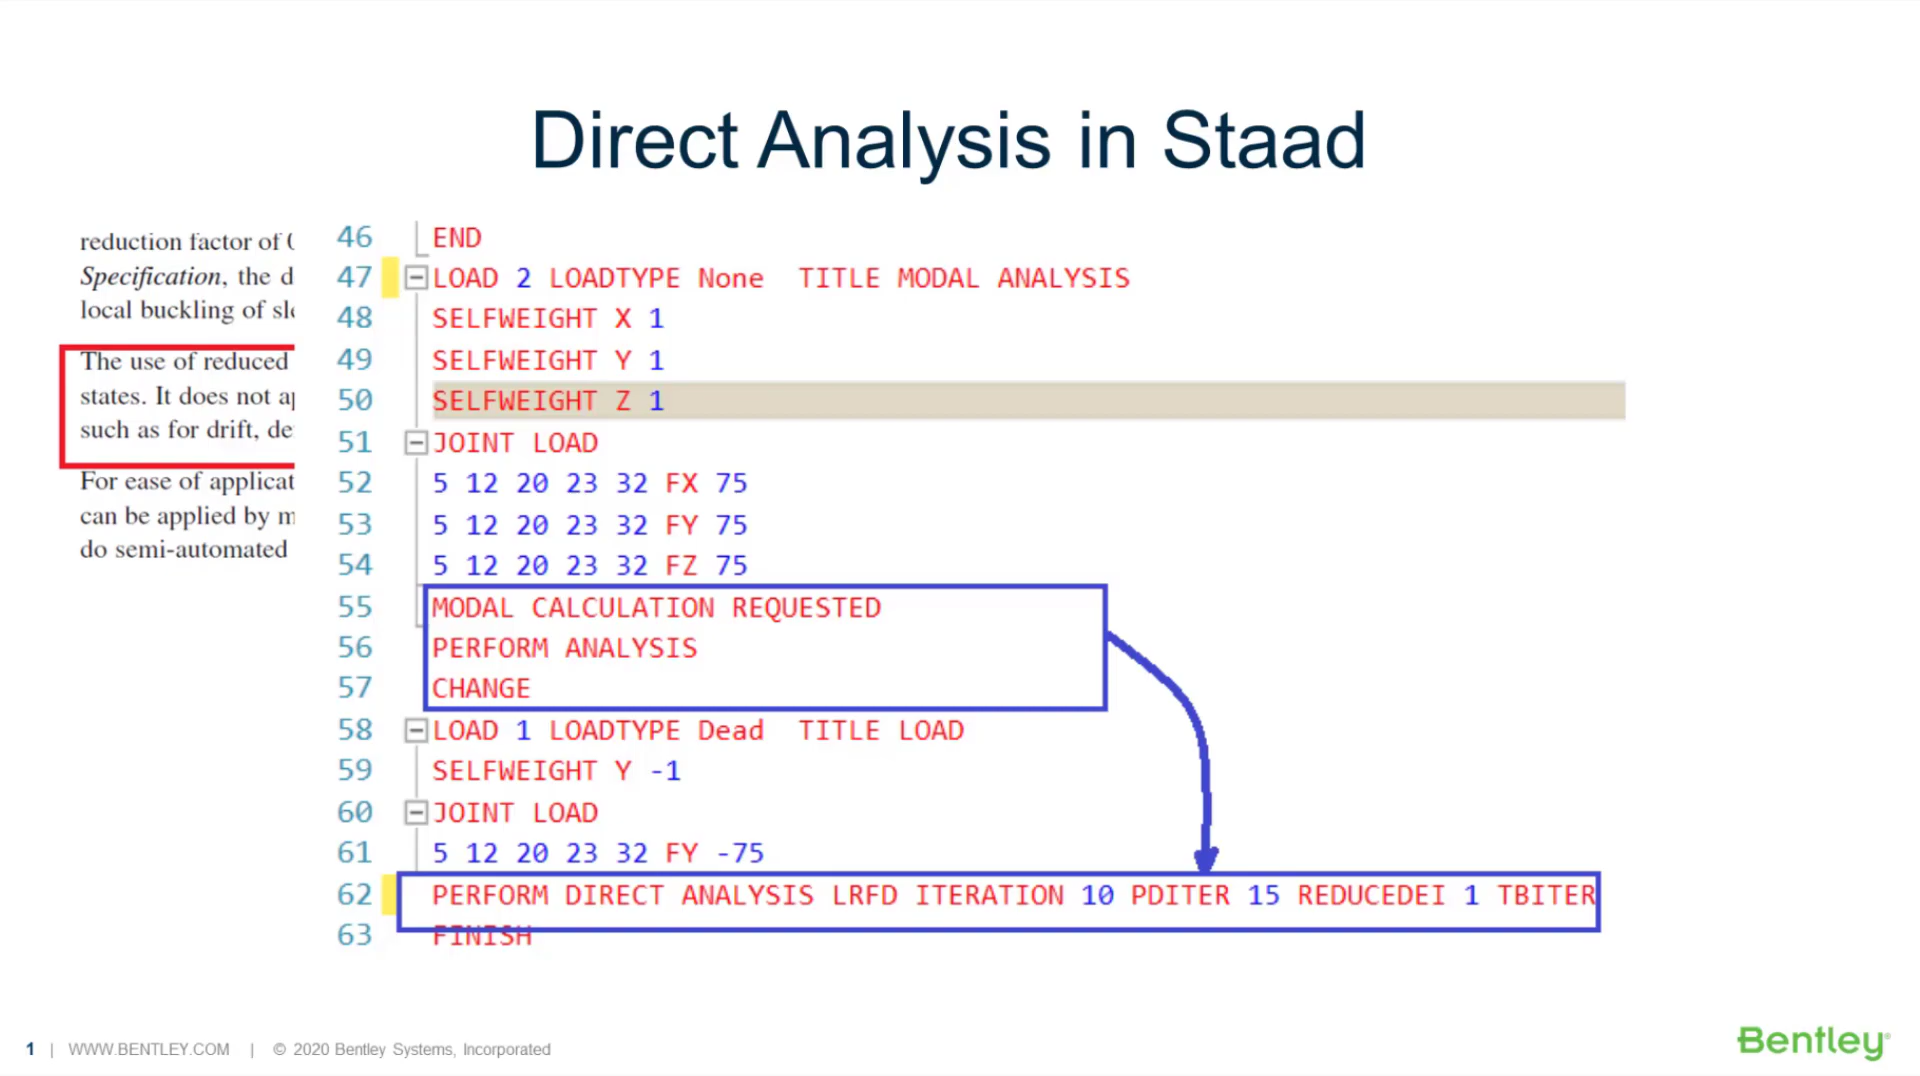 Direct Analysis in Staad
reduction factor of
Specification, the d
local buckling of
The use of reduced
states. It does not
such as for drift,
For ease of
can be applied by
do semi-automated
46 END
47 LOAD 2 LOADTYPE None TITLE MODAL ANALYSIS
48 SELFWEIGHT X 1
49 SELFWEIGHT Y 1
50 SELFWEIGHT Z 1
51 JOINT LOAD
52 5 12 20 23 32 FX 75
53 5 12 20 23 32 FY 75
54 5 12 20 23 32 FZ 75
55 MODAL CALCULATION REQUESTED
56 PERFORM ANALYSIS
57 CHANGE
58 LOAD 1 LOADTYPE Dead TITLE LOAD
59 SELFWEIGHT Y -1
60 JOINT LOAD
61 5 12 20 23 32 FY -75
62 PERFORM DIRECT ANALYSIS LRFD ITERATION 10 PDITER 15 REDUCEDEI 1 TBITER
63 FINISH
1 | WWW.BENTLEY.COM | © 2020 Bentley Systems, Incorporated
Bentley®